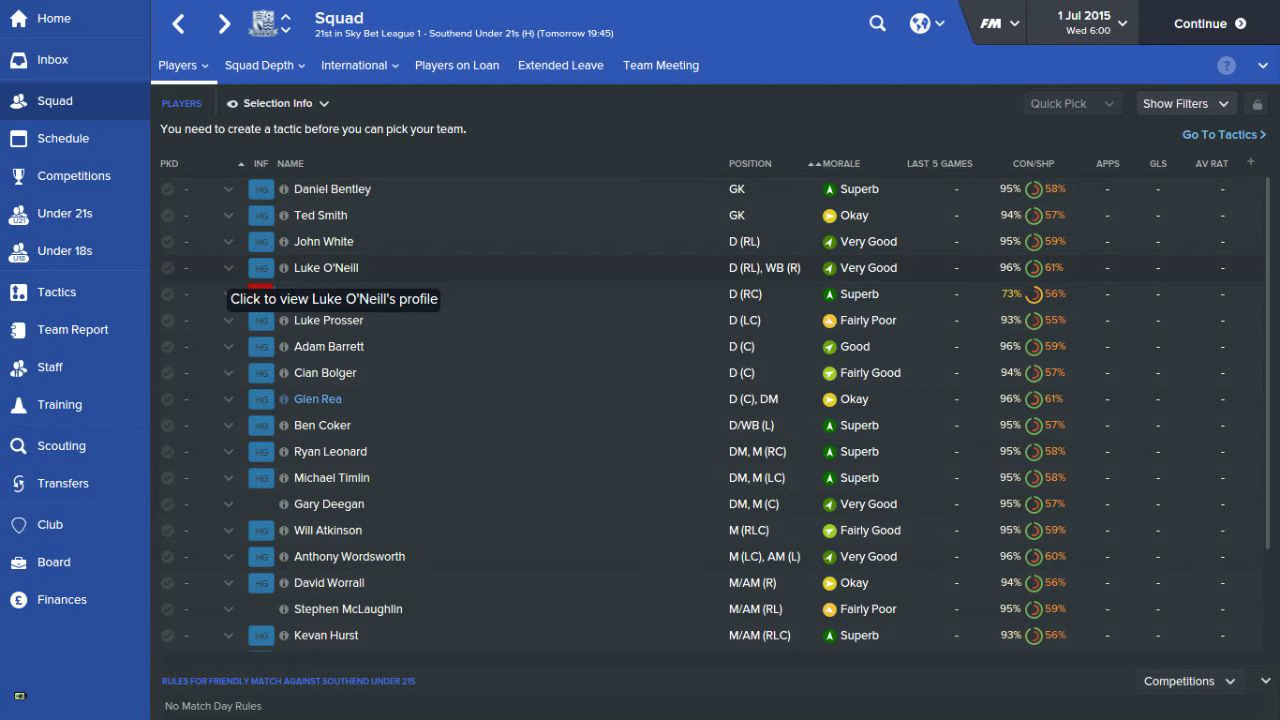 Home
Inbox
Squad
Schedule
Competitions
Under 21s
Under 18s
Tactics
Team Report
Staff
Training
Scouting
Transfers
Club
Board
Finances
Squad
21st in Sky Bet League 1 - Southend Under 21s (H) (Tomorrow 19:45)
FM
1 Jul 2015
Wed 6:00
Continue
Players Squad Depth International Players on Loan Extended Leave Team Meeting ?
PLAYERS Selection Info Quick Pick Show Filters
You need to create a tactic before you can pick your team.
Go To Tactics
PKD INF NAME POSITION MORALE LAST 5 GAMES CON/SHP APPS GLS AV RAT +
- HG Daniel Bentley GK Superb - 95% 58% - - -
- HG Ted Smith GK Okay - 94% 57% - - -
- HG John White D (RL) Very Good - 95% 59% - - -
- HG Luke O'Neill D (RL), WB (R) Very Good - 96% 61% - - -
- D (RC) Superb - 73% 56% - - -
Click to view Luke O'Neill's profile
- HG Luke Prosser D (LC) Fairly Poor - 93% 55% - - -
- HG Adam Barrett D (C) Good - 96% 59% - - -
- HG Cian Bolger D (C) Fairly Good - 94% 57% - - -
- HG Glen Rea D (C), DM Okay - 96% 61% - - -
- HG Ben Coker D/WB (L) Superb - 95% 57% - - -
- HG Ryan Leonard DM, M (RC) Superb - 95% 58% - - -
- HG Michael Timlin DM, M (LC) Superb - 95% 58% - - -
- Gary Deegan DM, M (C) Very Good - 95% 57% - - -
- HG Will Atkinson M (RLC) Fairly Good - 95% 59% - - -
- HG Anthony Wordsworth M (LC), AM (L) Very Good - 96% 60% - - -
- HG David Worrall M/AM (R) Okay - 94% 56% - - -
- Stephen McLaughlin M/AM (RL) Fairly Poor - 95% 59% - - -
- HG Kevan Hurst M/AM (RLC) Superb - 93% 56% - - -
RULES FOR FRIENDLY MATCH AGAINST SOUTHEND UNDER 21S
Competitions
No Match Day Rules